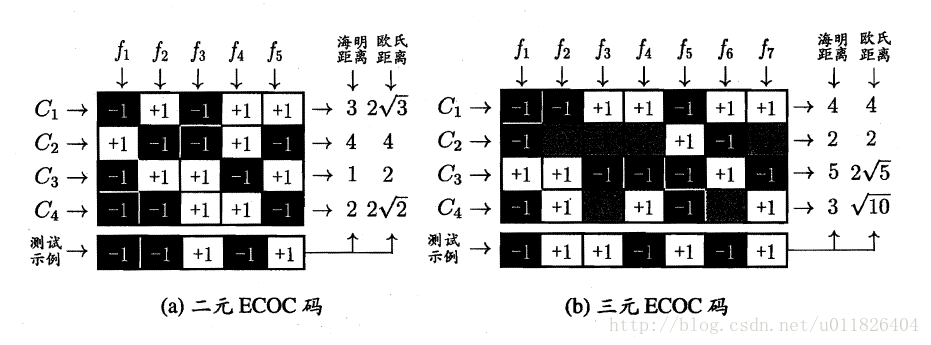 f1 f2 f3 f4 f5 海明距离 欧氏距离
C1 → -1 +1 -1 +1 +1 → 3 2√3
C2 → +1 -1 -1 +1 -1 → 4 4
C3 → -1 +1 +1 -1 +1 → 1 2
C4 → -1 -1 +1 +1 -1 → 2 2√2
测试示例 -1 -1 +1 -1 +1
(a) 二元 ECOC 码
f1 f2 f3 f4 f5 f6 f7 海明距离 欧氏距离
C1 → -1 -1 +1 +1 -1 +1 +1 → 4 4
C2 → -1 +1 -1 → 2 2
C3 → +1 +1 -1 -1 -1 +1 -1 → 5 2√5
C4 → -1 +1 +1 -1 +1 → 3 √10
测试示例 -1 +1 +1 -1 +1 -1 +1
(b) 三元 ECOC 码
http://blog.csdn.net/u011826404